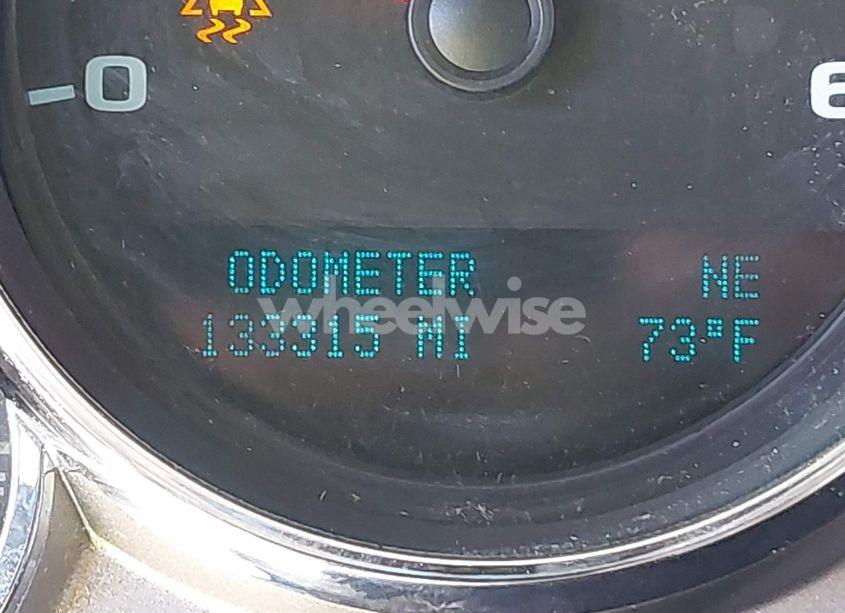 -0
6
ODOMETER NE
133315 MI 73°F
wheelwise